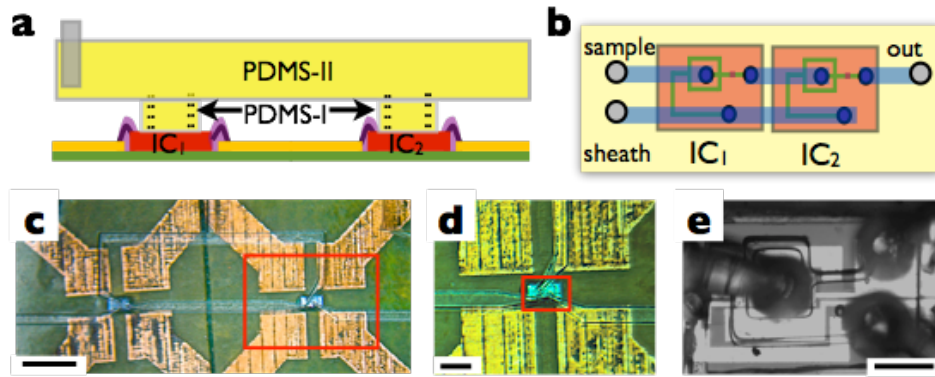 a
PDMS-II
PDMS-I
IC₁
IC₂
b
sample
out
sheath
IC₁
IC₂
c
d
e